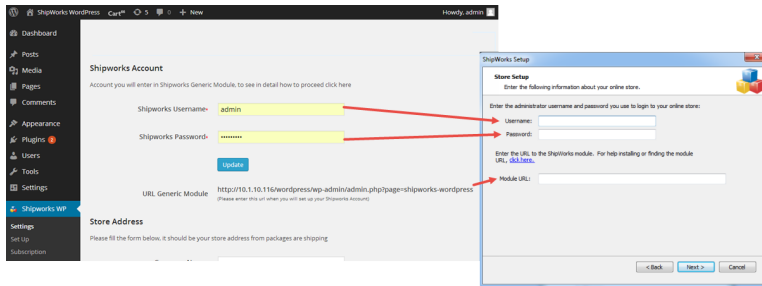 ShipWorks WordPress Cart66 5 0 + New
Howdy, admin
Dashboard
Posts
Media
Pages
Comments
Appearance
Plugins 1
Users
Tools
Settings
Shipworks WP
Settings
Set Up
Subscription
Shipworks Account
Account you will enter in Shipworks Generic Module, to see in detail how to proceed click here
Shipworks Username* admin
Shipworks Password* •••••••••
Update
URL Generic Module http://10.1.10.116/wordpress/wp-admin/admin.php?page=shipworks-wordpress
(Please enter this url when you will set up your Shipworks Account)
Store Address
Please fill the form below, it should be your store address from packages are shipping
ShipWorks Setup
Store Setup
Enter the following information about your online store.
Enter the administrator username and password you use to login to your online store:
Username:
Password:
Enter the URL to the ShipWorks module. For help installing or finding the module
URL, click here.
Module URL:
< Back
Next >
Cancel